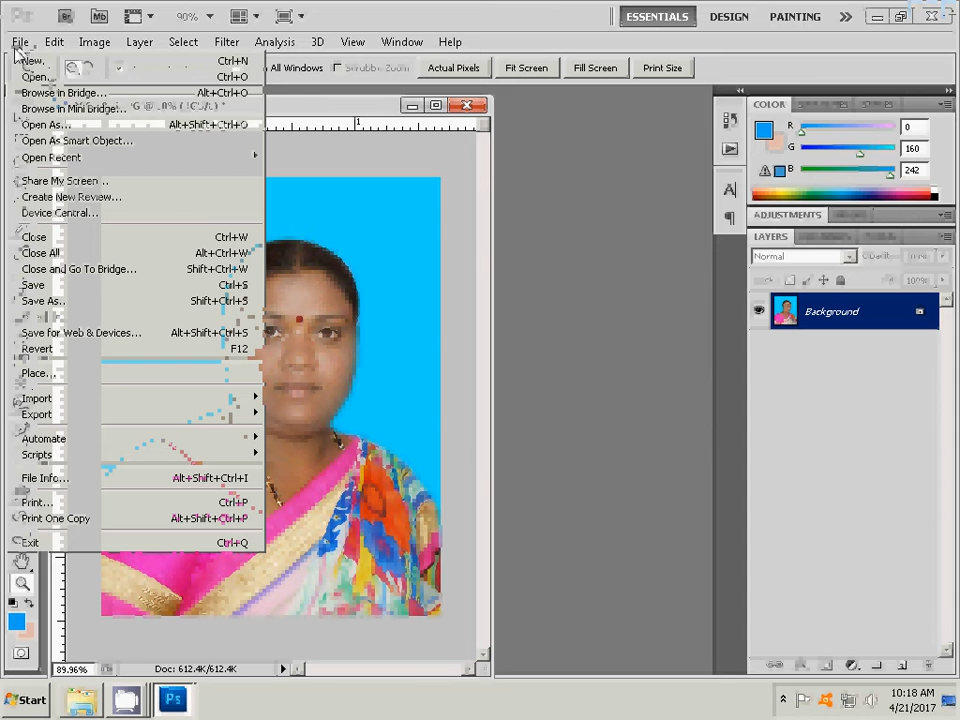 Ps Br Mb 90% ESSENTIALS DESIGN PAINTING
File Edit Image Layer Select Filter Analysis 3D View Window Help
All Windows Scrubby Zoom Actual Pixels Fit Screen Fill Screen Print Size
New... Ctrl+N
Open... Ctrl+O
Browse in Bridge... Alt+Ctrl+O
Browse in Mini Bridge...
Open As... Alt+Shift+Ctrl+O
Open As Smart Object...
Open Recent
Share My Screen...
Create New Review...
Device Central...
Close Ctrl+W
Close All Alt+Ctrl+W
Close and Go To Bridge... Shift+Ctrl+W
Save Ctrl+S
Save As... Shift+Ctrl+S
Save for Web & Devices... Alt+Shift+Ctrl+S
Revert F12
Place...
Import
Export
Automate
Scripts
File Info... Alt+Shift+Ctrl+I
Print... Ctrl+P
Print One Copy Alt+Shift+Ctrl+P
Exit Ctrl+Q
1
COLOR
R 0
G 160
B 242
ADJUSTMENTS
LAYERS
Normal
100%
Background
89.96% Doc: 612.4K/612.4K
Start Ps 10:18 AM
4/21/2017